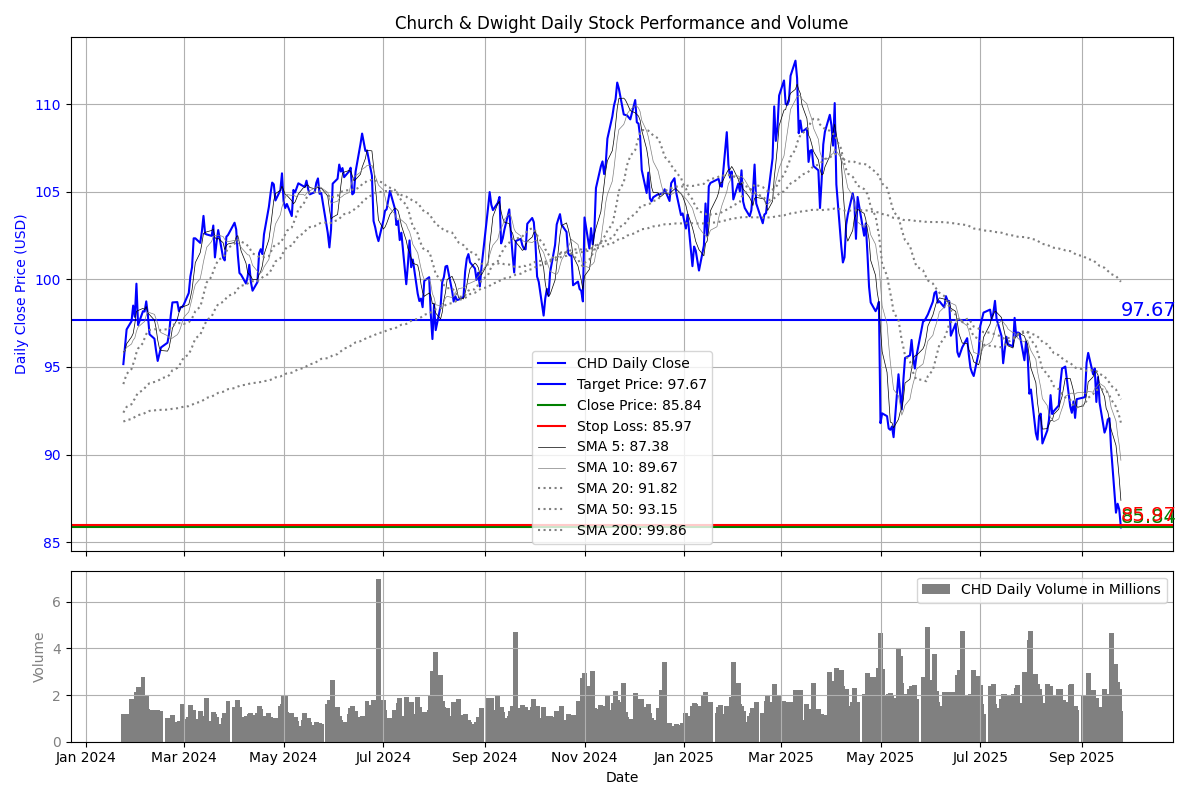 Church & Dwight Daily Stock Performance and Volume
Daily Close Price (USD)
110
105
100
95
90
85
97.67
85.97
85.84
CHD Daily Close
Target Price: 97.67
Close Price: 85.84
Stop Loss: 85.97
SMA 5: 87.38
SMA 10: 89.67
SMA 20: 91.82
SMA 50: 93.15
SMA 200: 99.86
Volume
6
4
2
0
CHD Daily Volume in Millions
Jan 2024 Mar 2024 May 2024 Jul 2024 Sep 2024 Nov 2024 Jan 2025 Mar 2025 May 2025 Jul 2025 Sep 2025
Date